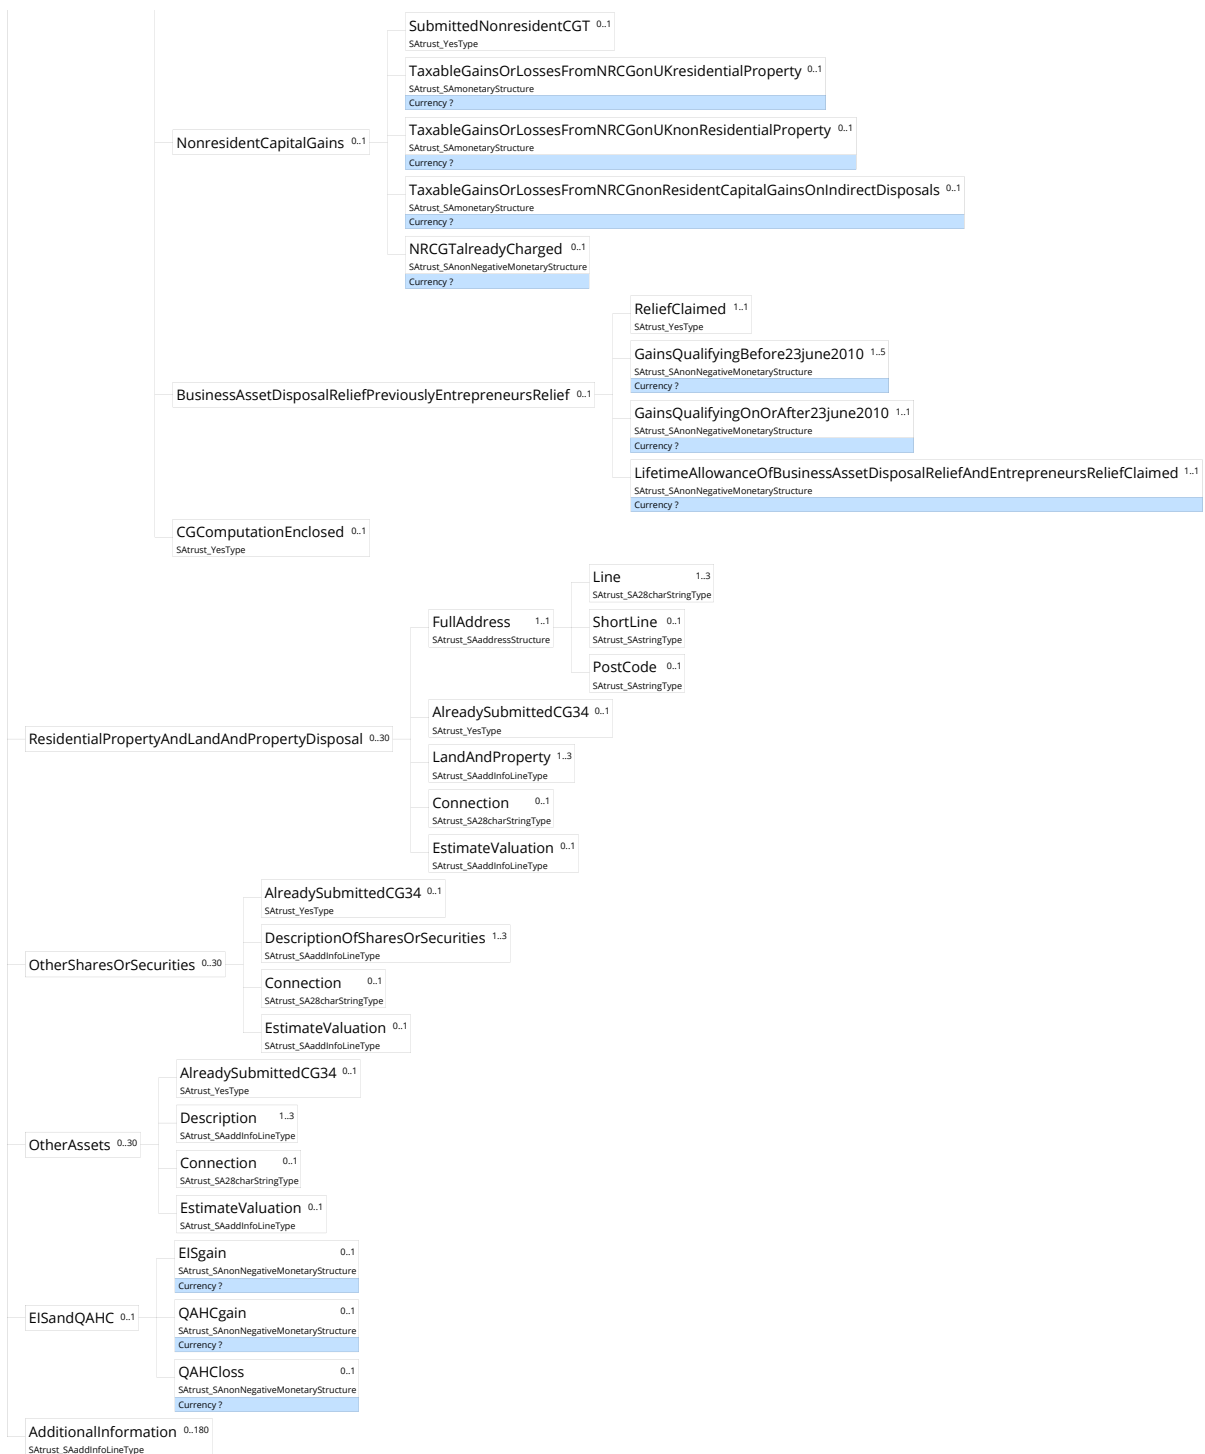 SubmittedNonresidentCGT 0..1
SAtrust_YesType
TaxableGainsOrLossesFromNRCGonUKresidentialProperty 0..1
SAtrust_SAmonetaryStructure
Currency ?
NonresidentCapitalGains 0..1
TaxableGainsOrLossesFromNRCGonUKnonResidentialProperty 0..1
SAtrust_SAmonetaryStructure
Currency ?
TaxableGainsOrLossesFromNRCGnonResidentCapitalGainsOnIndirectDisposals 0..1
SAtrust_SAmonetaryStructure
Currency ?
NRCGTalreadyCharged 0..1
SAtrust_SAnonNegativeMonetaryStructure
Currency ?
ReliefClaimed 1..1
SAtrust_YesType
GainsQualifyingBefore23june2010 1..5
SAtrust_SAnonNegativeMonetaryStructure
Currency ?
BusinessAssetDisposalReliefPreviouslyEntrepreneursRelief 0..1
GainsQualifyingOnOrAfter23june2010 1..1
SAtrust_SAnonNegativeMonetaryStructure
Currency ?
LifetimeAllowanceOfBusinessAssetDisposalReliefAndEntrepreneursReliefClaimed 1..1
SAtrust_SAnonNegativeMonetaryStructure
Currency ?
CGComputationEnclosed 0..1
SAtrust_YesType
Line 1..3
SAtrust_SA28charStringType
FullAddress 1..1
SAtrust_SAaddressStructure
ShortLine 0..1
SAtrust_SAstringType
PostCode 0..1
SAtrust_SAstringType
AlreadySubmittedCG34 0..1
SAtrust_YesType
ResidentialPropertyAndLandAndPropertyDisposal 0..30
LandAndProperty 1..3
SAtrust_SAaddInfoLineType
Connection 0..1
SAtrust_SA28charStringType
EstimateValuation 0..1
SAtrust_SAaddInfoLineType
AlreadySubmittedCG34 0..1
SAtrust_YesType
DescriptionOfSharesOrSecurities 1..3
SAtrust_SAaddInfoLineType
OtherSharesOrSecurities 0..30
Connection 0..1
SAtrust_SA28charStringType
EstimateValuation 0..1
SAtrust_SAaddInfoLineType
AlreadySubmittedCG34 0..1
SAtrust_YesType
Description 1..3
SAtrust_SAaddInfoLineType
OtherAssets 0..30
Connection 0..1
SAtrust_SA28charStringType
EstimateValuation 0..1
SAtrust_SAaddInfoLineType
EISgain 0..1
SAtrust_SAnonNegativeMonetaryStructure
Currency ?
EISandQAHC 0..1
QAHCgain 0..1
SAtrust_SAnonNegativeMonetaryStructure
Currency ?
QAHCloss 0..1
SAtrust_SAnonNegativeMonetaryStructure
Currency ?
AdditionalInformation 0..180
SAtrust_SAaddInfoLineType